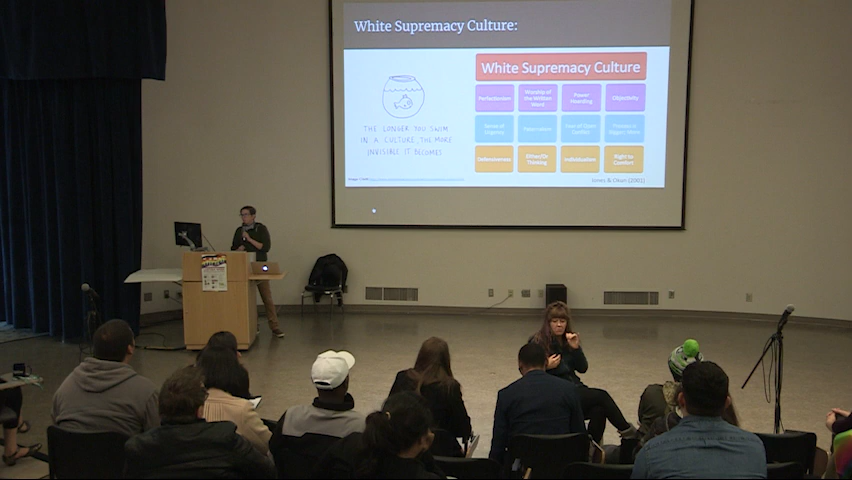 White Supremacy Culture:
White Supremacy Culture
Perfectionism
Worship of
the Written
Word
Power
Hoarding
Objectivity
THE LONGER YOU SWIM
IN A CULTURE, THE MORE
INVISIBLE IT BECOMES
Sense of
Urgency
Paternalism
Fear of Open
Conflict
Progress is
Bigger, More
Defensiveness
Either/Or
Thinking
Individualism
Right to
Comfort
Jones & Okun (2001)